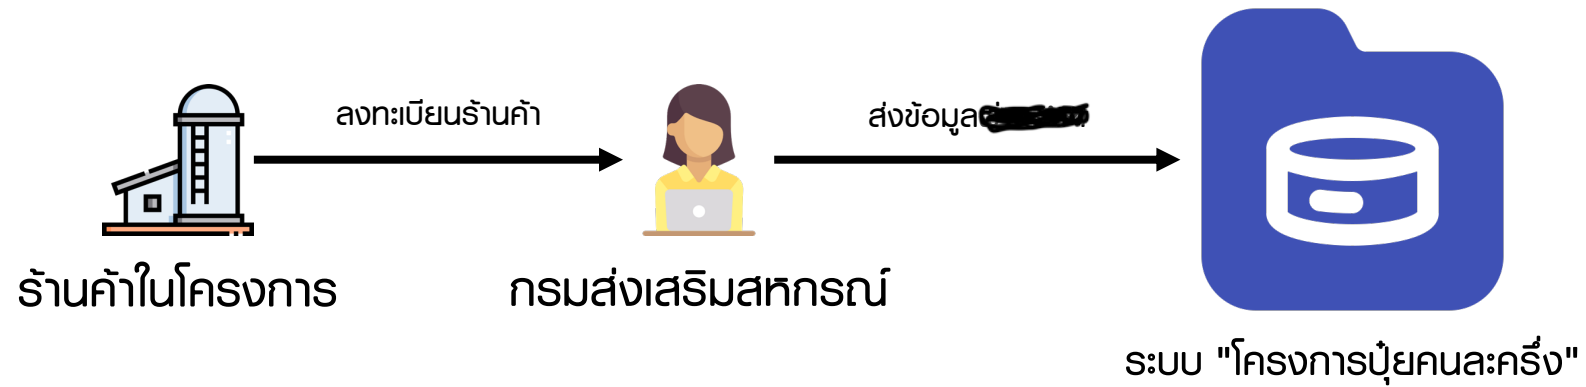 ลงทะเบียนร้านค้า
ส่งข้อมูล
ร้านค้าในโครงการ
กรมส่งเสริมสหกรณ์
ระบบ "โครงการปุ๋ยคนละครึ่ง"